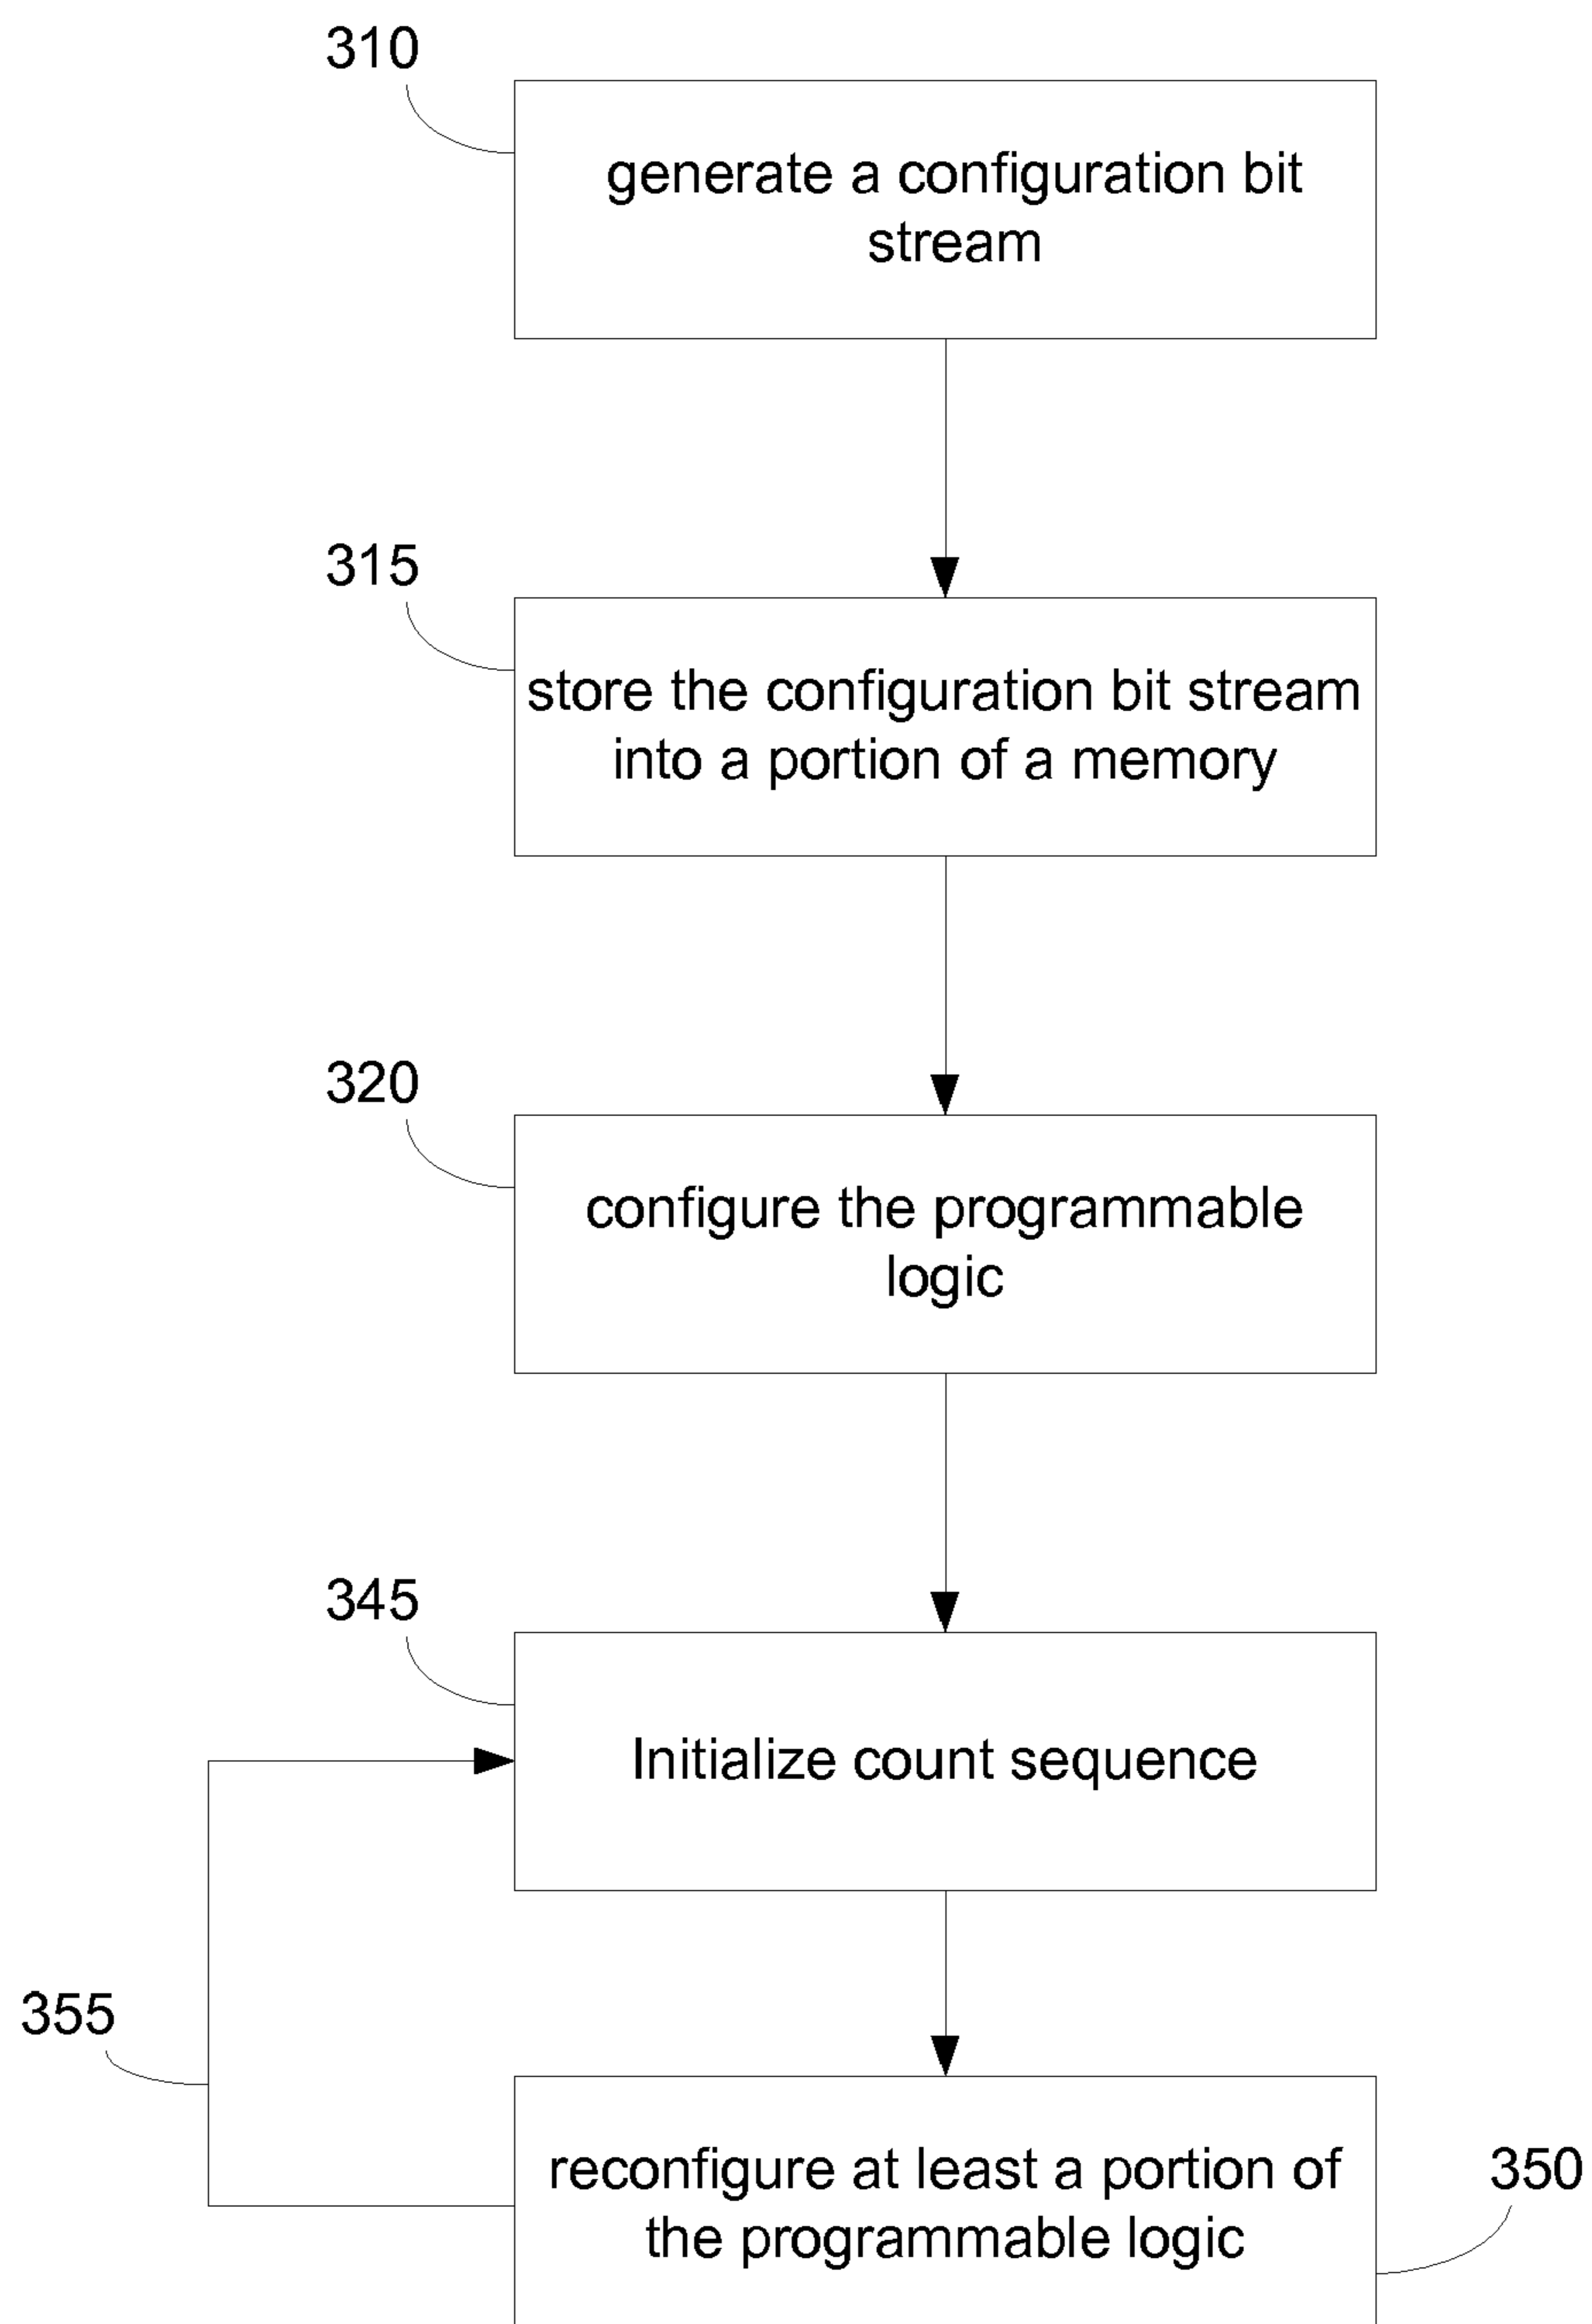 310
generate a configuration bit
stream
315
store the configuration bit stream
into a portion of a memory
320
configure the programmable
logic
345
Initialize count sequence
355
reconfigure at least a portion of
the programmable logic
350